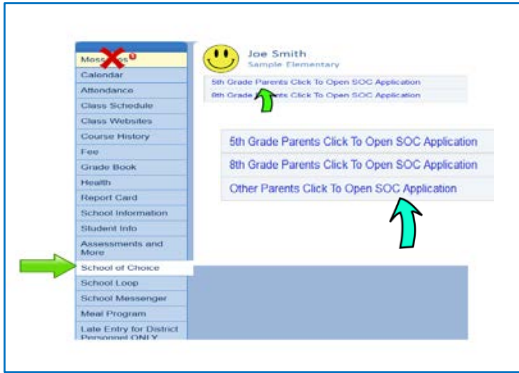 Messages
Joe Smith
Sample Elementary
Calendar
5th Grade Parents Click To Open SOC Application
Attendance
8th Grade Parents Click To Open SOC Application
Class Schedule
Class Websites
Course History
5th Grade Parents Click To Open SOC Application
Fee
8th Grade Parents Click To Open SOC Application
Grade Book
Health
Other Parents Click To Open SOC Application
Report Card
School Information
Student Info
Assessments and
More
School of Choice
School Loop
School Messenger
Meal Program
Late Entry for District
Personnel ONLY